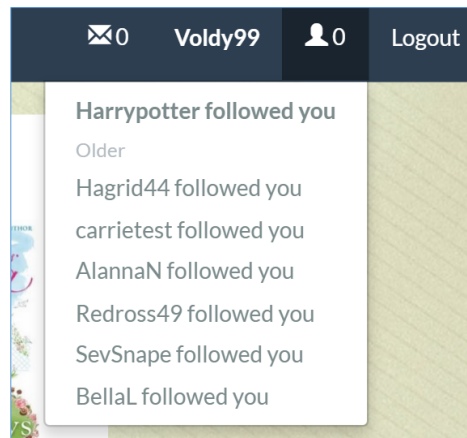 0 Voldy99 0 Logout
Harrypotter followed you
Older
Hagrid44 followed you
carrietest followed you
AlannaN followed you
Redross49 followed you
SevSnape followed you
BellaL followed you